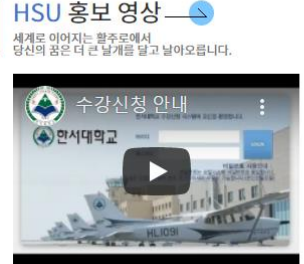 HSU 홍보 영상
세계로 이어지는 활주로에서
당신의 꿈은 더 큰 날개를 달고 날아오릅니다.
수강신청 안내
한서대학교
HL1091